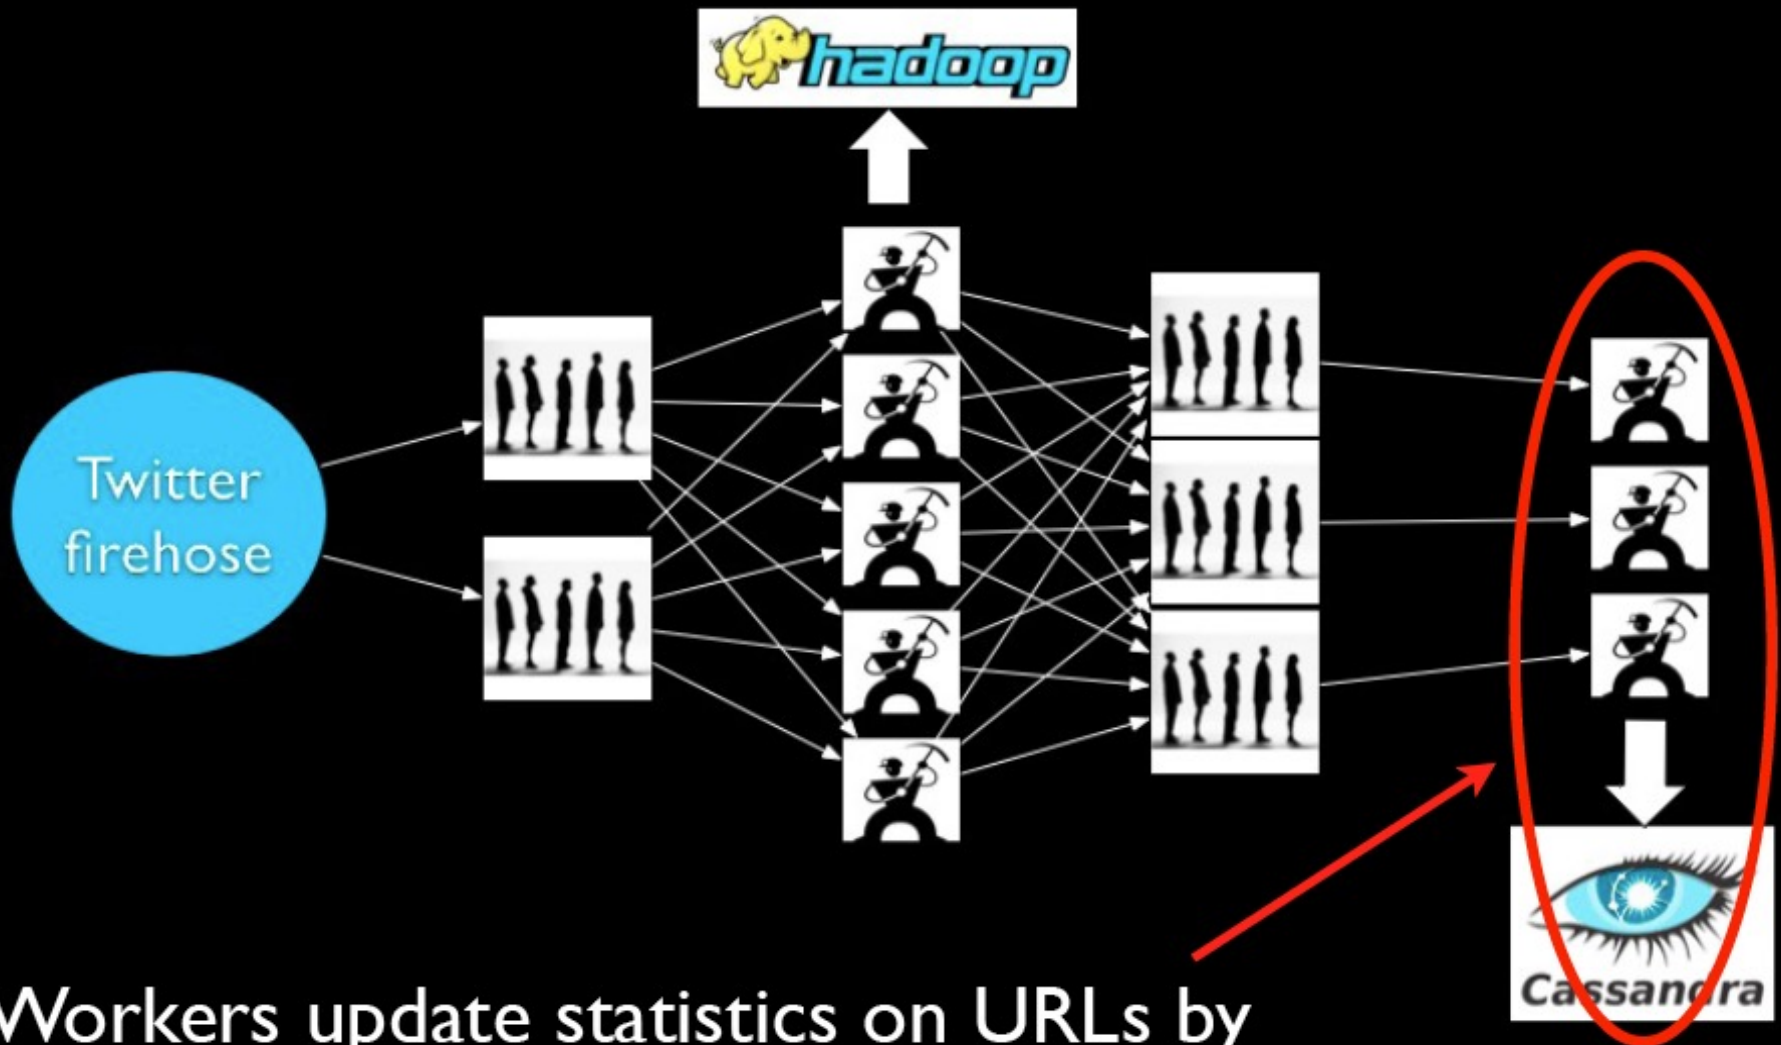 hadoop
Twitter
firehose
Cassandra
Workers update statistics on URLs by